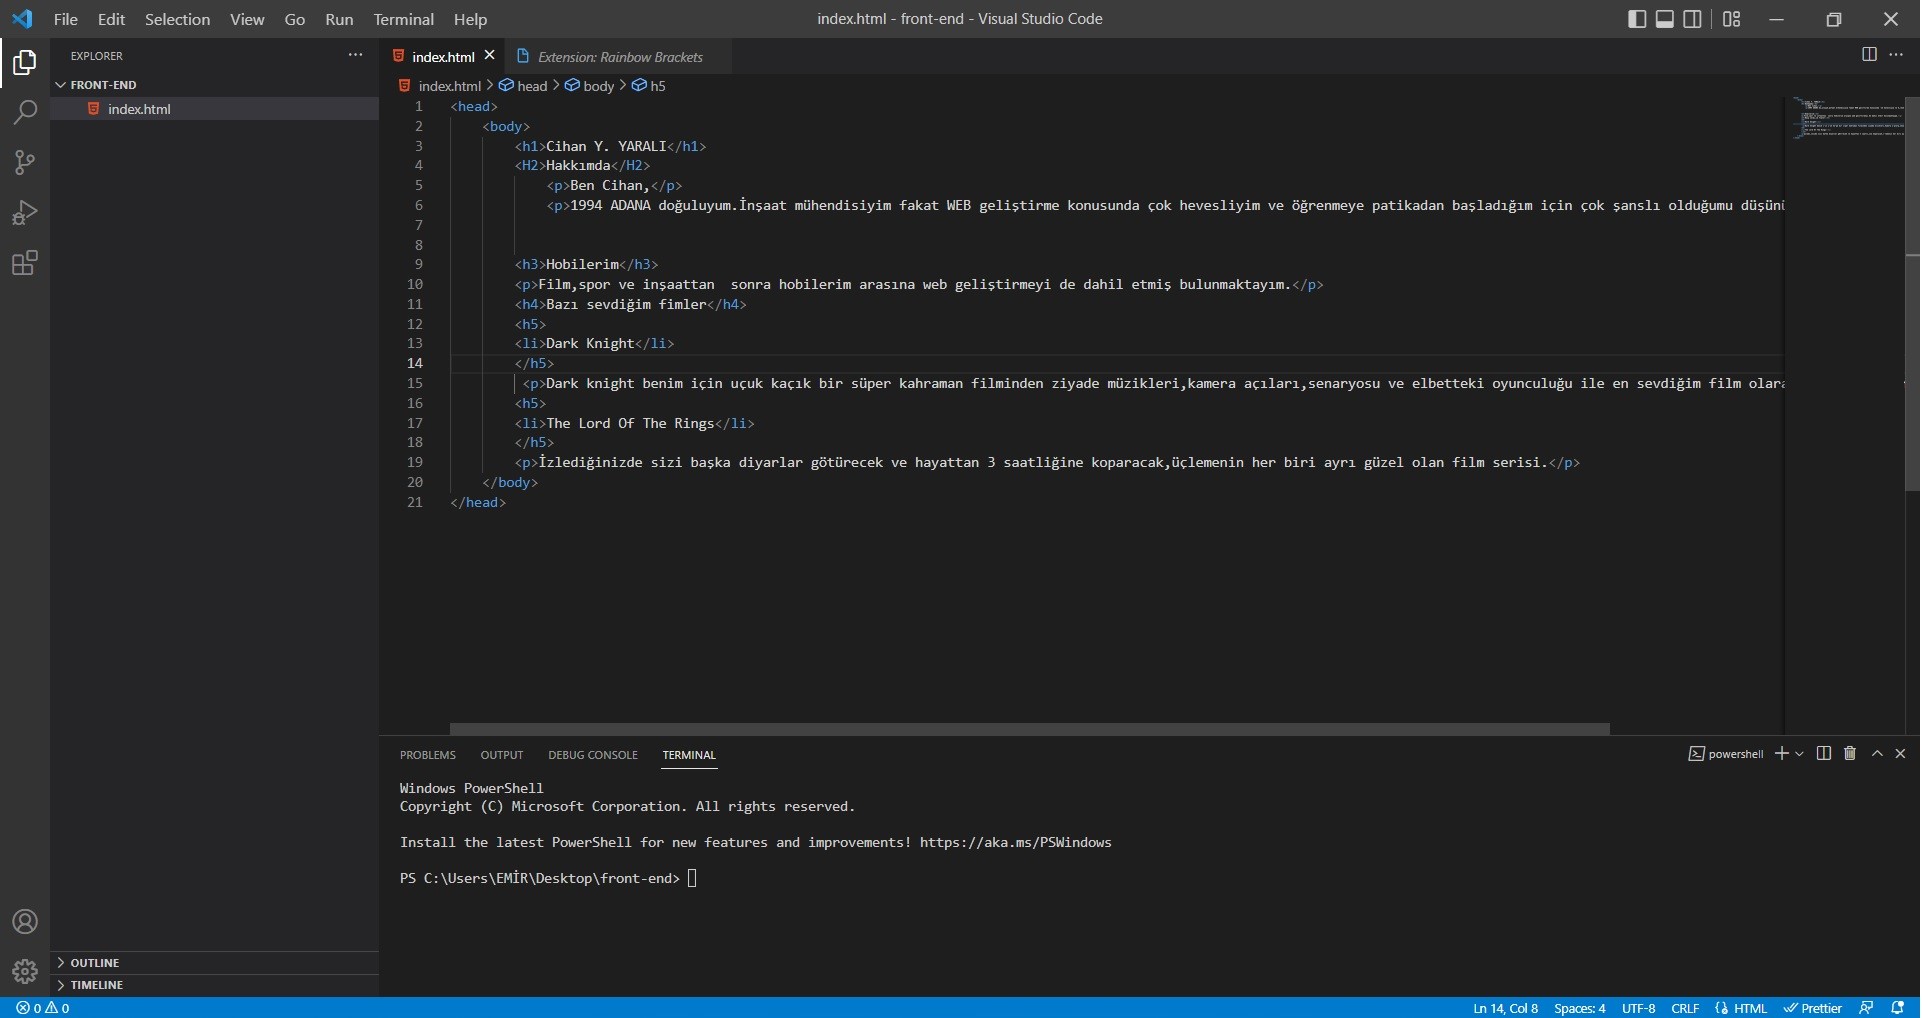 File Edit Selection View Go Run Terminal Help
index.html - front-end - Visual Studio Code
EXPLORER
FRONT-END
index.html
index.html
Extension: Rainbow Brackets
index.html > head > body > h5
1 <head>
2 <body>
3 <h1>Cihan Y. YARALI</h1>
4 <H2>Hakkımda</H2>
5 <p>Ben Cihan,</p>
6 <p>1994 ADANA doğuluyum.İnşaat mühendisiyim fakat WEB geliştirme konusunda çok hevesliyim ve öğrenmeye patikadan başladığım için çok şanslı olduğumu düşünü
7
8
9 <h3>Hobilerim</h3>
10 <p>Film,spor ve inşaattan  sonra hobilerim arasına web geliştirmeyi de dahil etmiş bulunmaktayım.</p>
11 <h4>Bazı sevdiğim fimler</h4>
12 <h5>
13 <li>Dark Knight</li>
14 </h5>
15 <p>Dark knight benim için uçuk kaçık bir süper kahraman filminden ziyade müzikleri,kamera açıları,senaryosu ve elbetteki oyunculuğu ile en sevdiğim film olara
16 <h5>
17 <li>The Lord Of The Rings</li>
18 </h5>
19 <p>İzlediğinizde sizi başka diyarlar götürecek ve hayattan 3 saatliğine koparacak,üçlemenin her biri ayrı güzel olan film serisi.</p>
20 </body>
21 </head>
PROBLEMS OUTPUT DEBUG CONSOLE TERMINAL
powershell
Windows PowerShell
Copyright (C) Microsoft Corporation. All rights reserved.
Install the latest PowerShell for new features and improvements! https://aka.ms/PSWindows
PS C:\Users\EMİR\Desktop\front-end>
OUTLINE
TIMELINE
0 0
Ln 14, Col 8 Spaces: 4 UTF-8 CRLF HTML Prettier